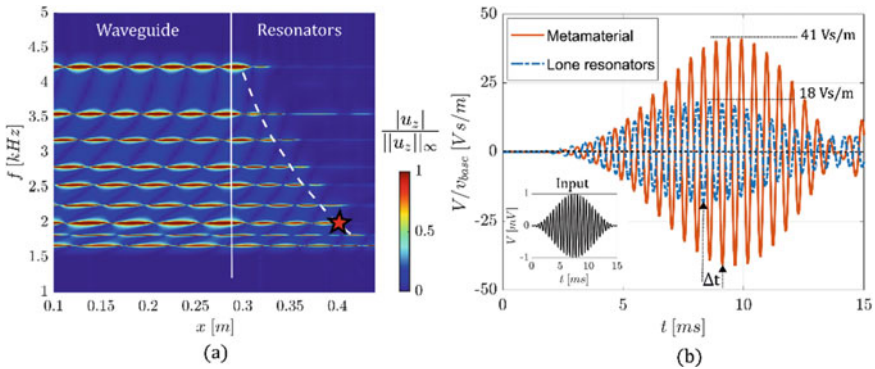 (a)
Waveguide Resonators
5
4.5
4
3.5
3
2.5
2
1.5
1
f [kHz]
0.1 0.15 0.2 0.25 0.3 0.35 0.4
x [m]
|u_z|
||u_z||∞
1
0.5
0
(a)
50
25
0
-25
-50
V/v_base [Vs/m]
Metamaterial
Lone resonators
41 Vs/m
18 Vs/m
Input
1
0
-1
V [mV]
0 5 10 15
t [ms]
Δt
0 5 10 15
t [ms]
(b)